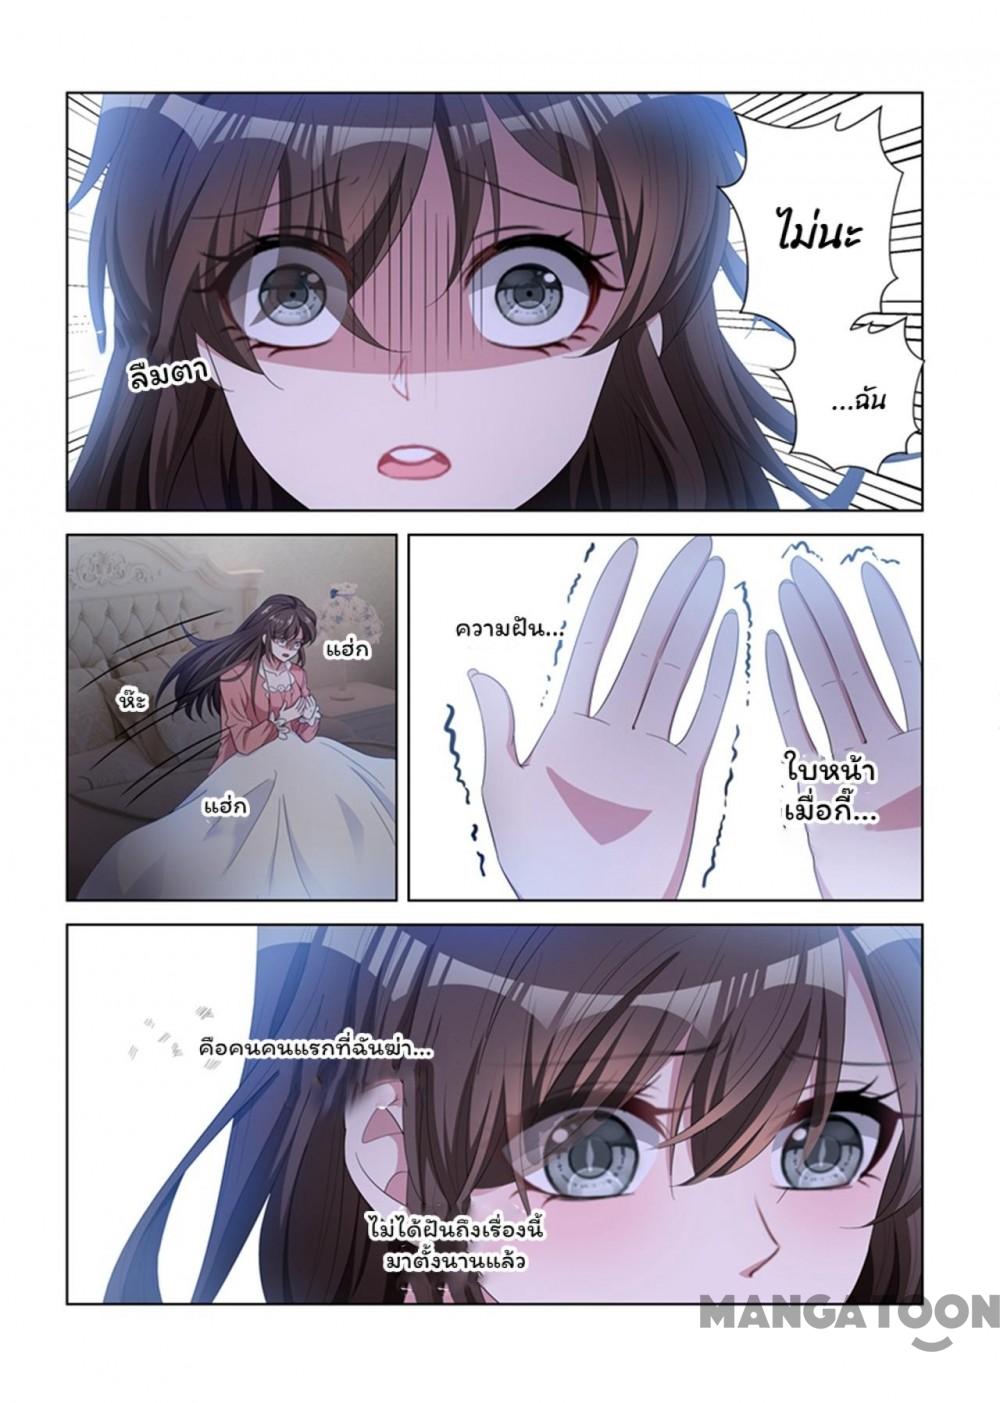 ไม่นะ
...ฉัน
ลืมตา
แฮ่ก
ห๊ะ
แฮ่ก
ความฝัน...
ใบหน้า
เมื่อกี๊...
คือคนคนแรกที่ฉันฆ่า...
ไม่ได้ฝันถึงเรื่องนี้
มาตั้งนานแล้ว
MANGATOON